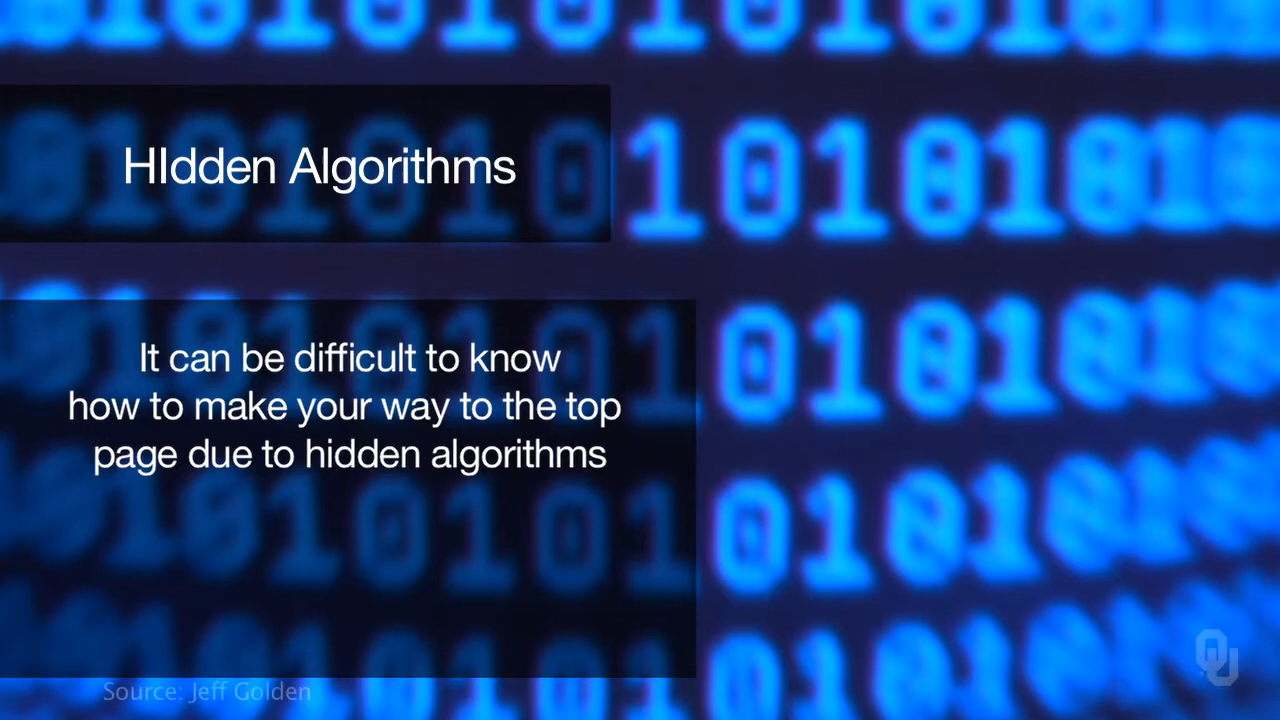 HIdden Algorithms
It can be difficult to know
how to make your way to the top
page due to hidden algorithms
Source: Jeff Golden
OU